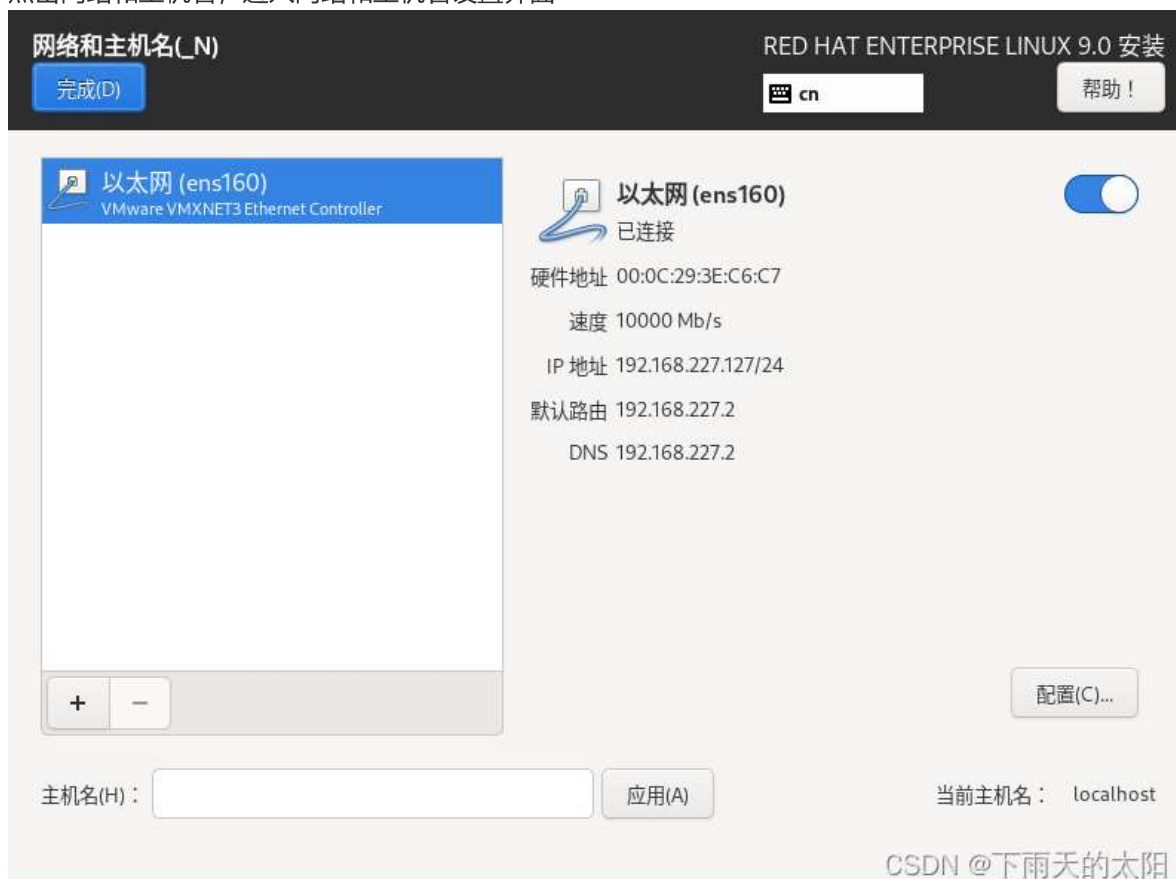 网络和主机名(_N)
RED HAT ENTERPRISE LINUX 9.0 安装
完成(D)
cn
帮助！
以太网 (ens160)
VMware VMXNET3 Ethernet Controller
以太网 (ens160)
已连接
硬件地址 00:0C:29:3E:C6:C7
速度 10000 Mb/s
IP 地址 192.168.227.127/24
默认路由 192.168.227.2
DNS 192.168.227.2
+ −
配置(C)...
主机名(H)：
应用(A)
当前主机名： localhost
CSDN @下雨天的太阳